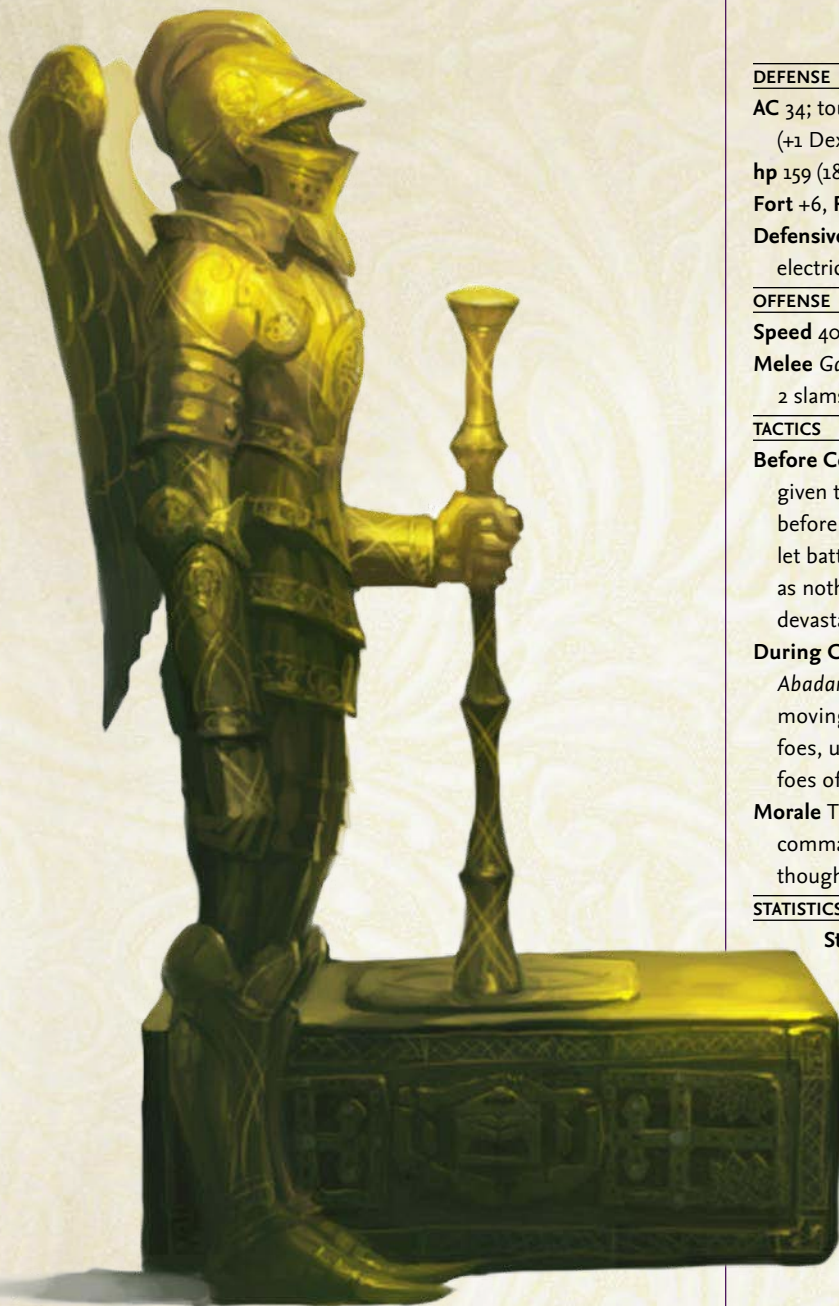 DEFENSE
AC 34; tou
(+1 Dex
hp 159 (18
Fort +6, R
Defensive
electric
OFFENSE
Speed 40
Melee Go
2 slams
TACTICS
Before Co
given t
before
let batt
as noth
devasta
During C
Abadar
moving
foes, u
foes of
Morale T
comma
though
STATISTICS
St